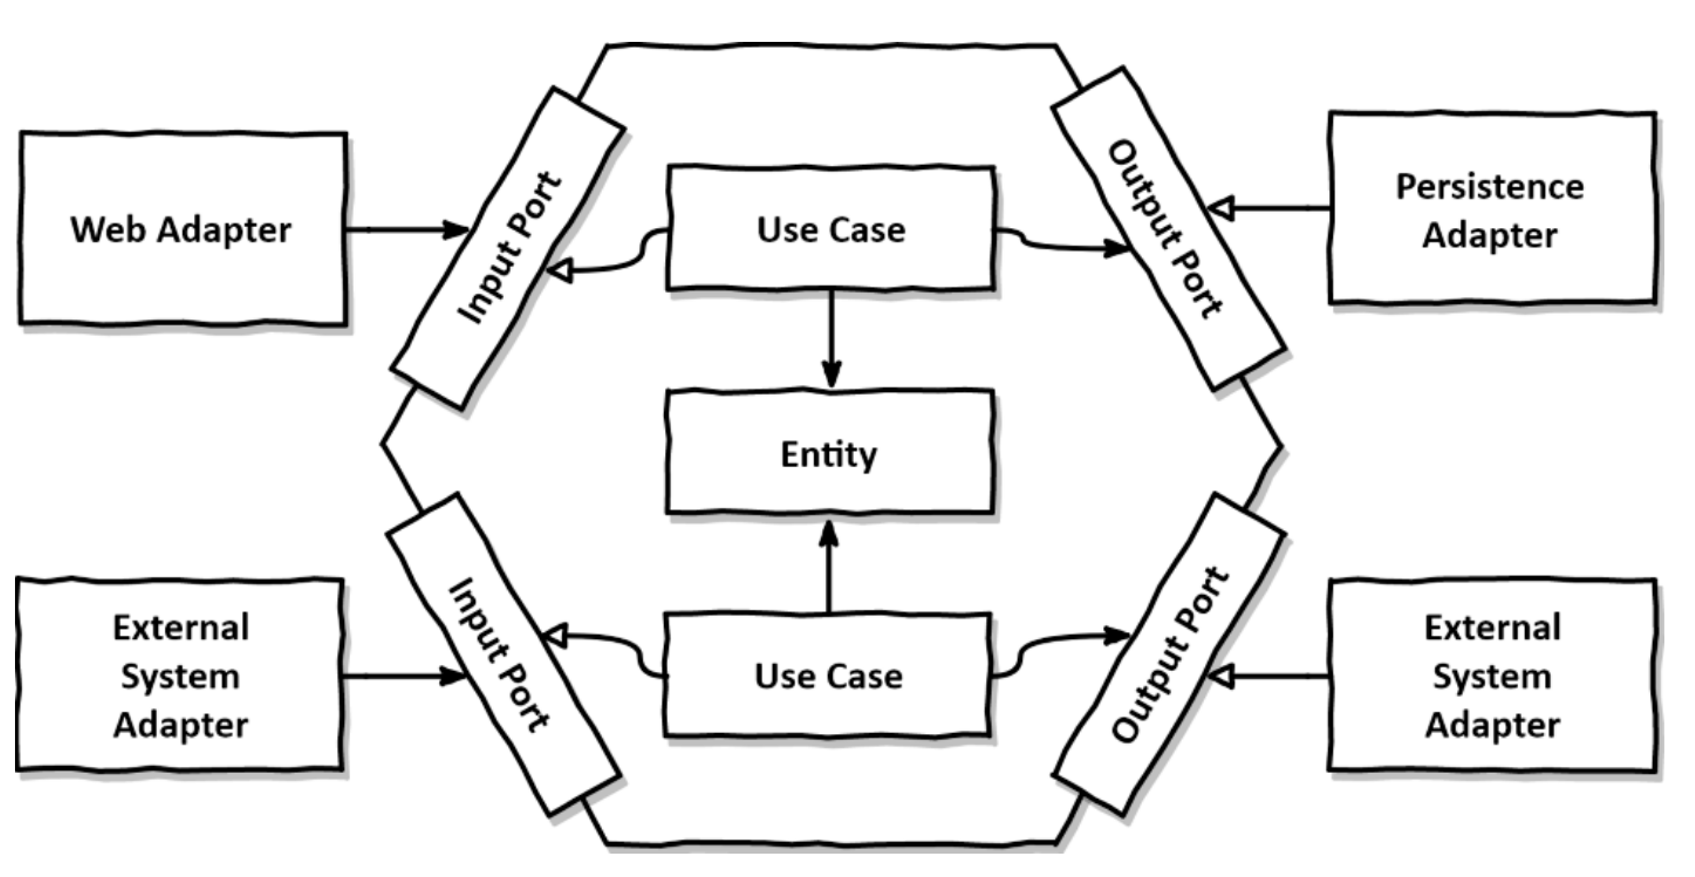 Web Adapter
Input Port
Use Case
Output Port
Persistence
Adapter
Entity
External
System
Adapter
Input Port
Use Case
Output Port
External
System
Adapter